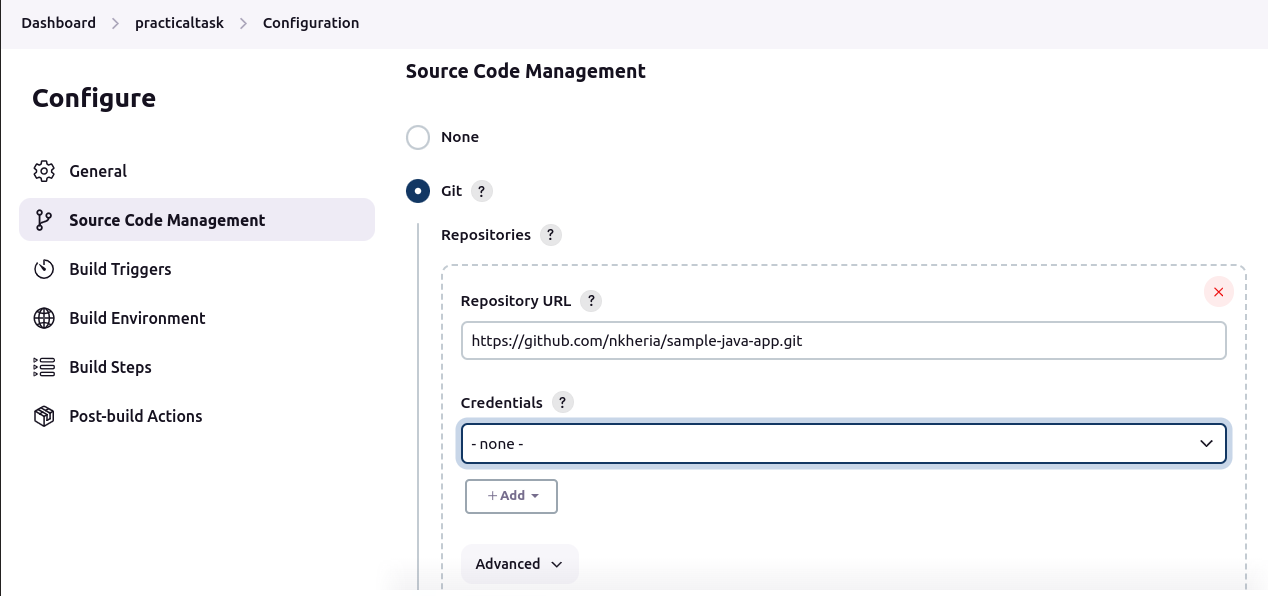 Dashboard > practicaltask > Configuration
Configure
General
Source Code Management
Build Triggers
Build Environment
Build Steps
Post-build Actions
Source Code Management
None
Git ?
Repositories ?
Repository URL ?
https://github.com/nkheria/sample-java-app.git
Credentials ?
- none -
+ Add
Advanced